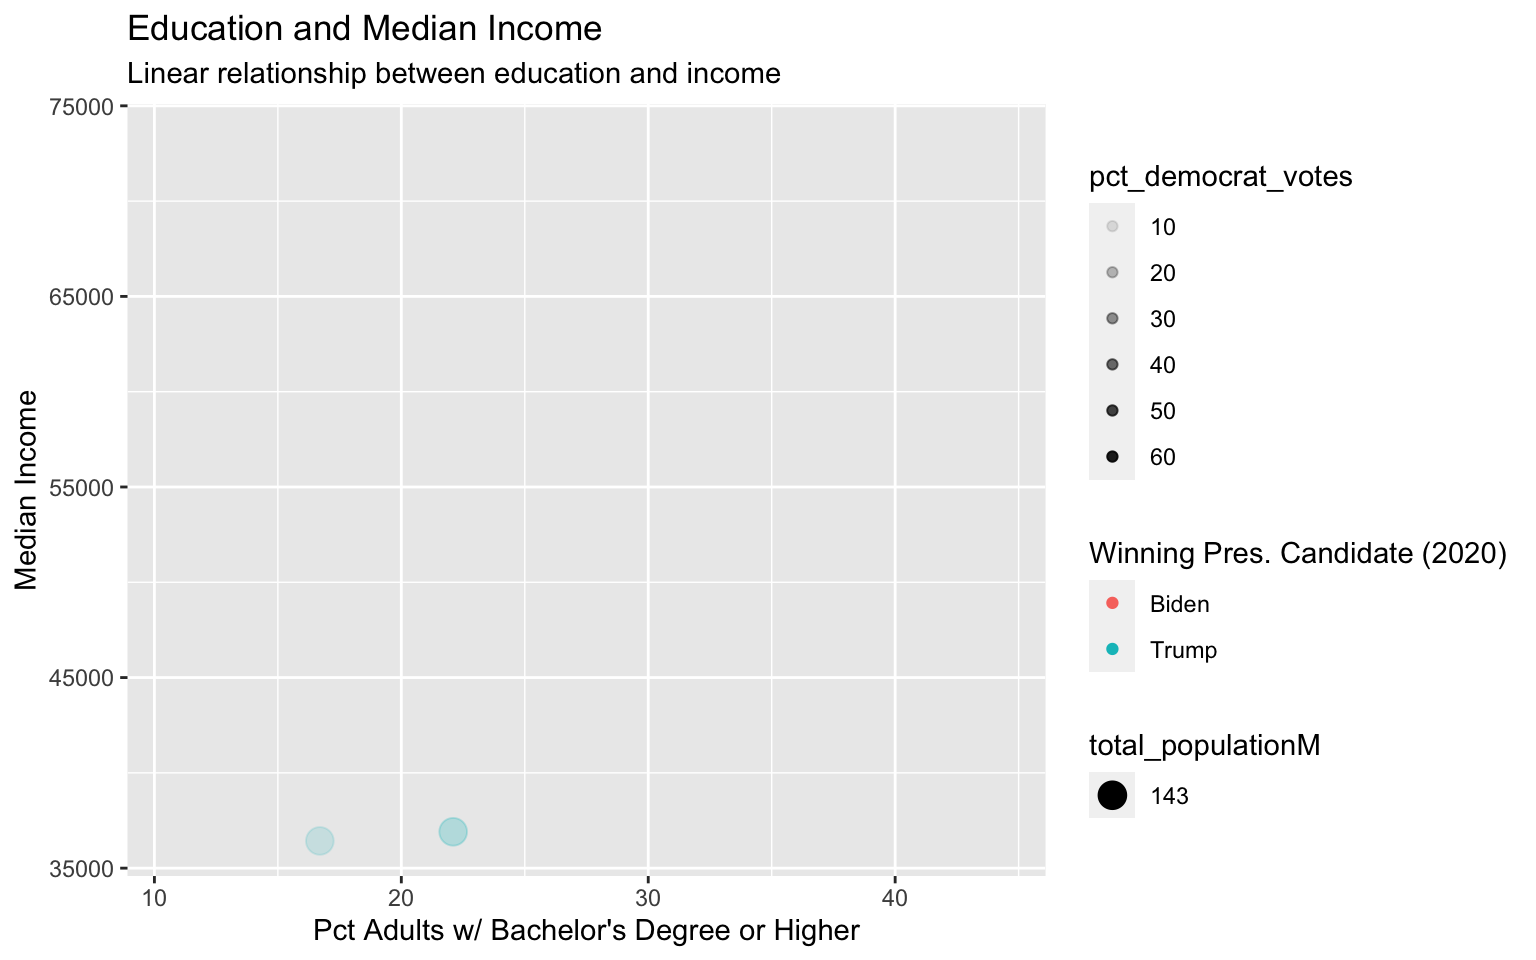 Education and Median Income
Linear relationship between education and income
75000
65000
55000
45000
35000
Median Income
10 20 30 40
Pct Adults w/ Bachelor's Degree or Higher
pct_democrat_votes
10
20
30
40
50
60
Winning Pres. Candidate (2020)
Biden
Trump
total_populationM
143